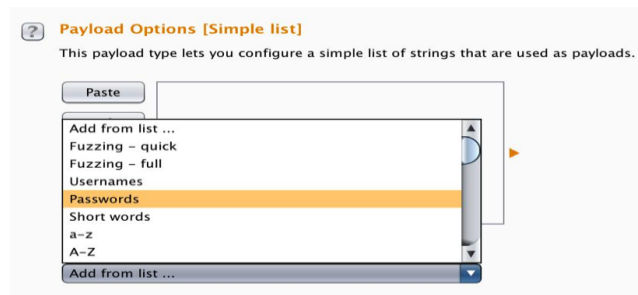 ?
Payload Options [Simple list]
This payload type lets you configure a simple list of strings that are used as payloads.
Paste
Add from list ...
Fuzzing – quick
Fuzzing – full
Usernames
Passwords
Short words
a–z
A–Z
Add from list ...